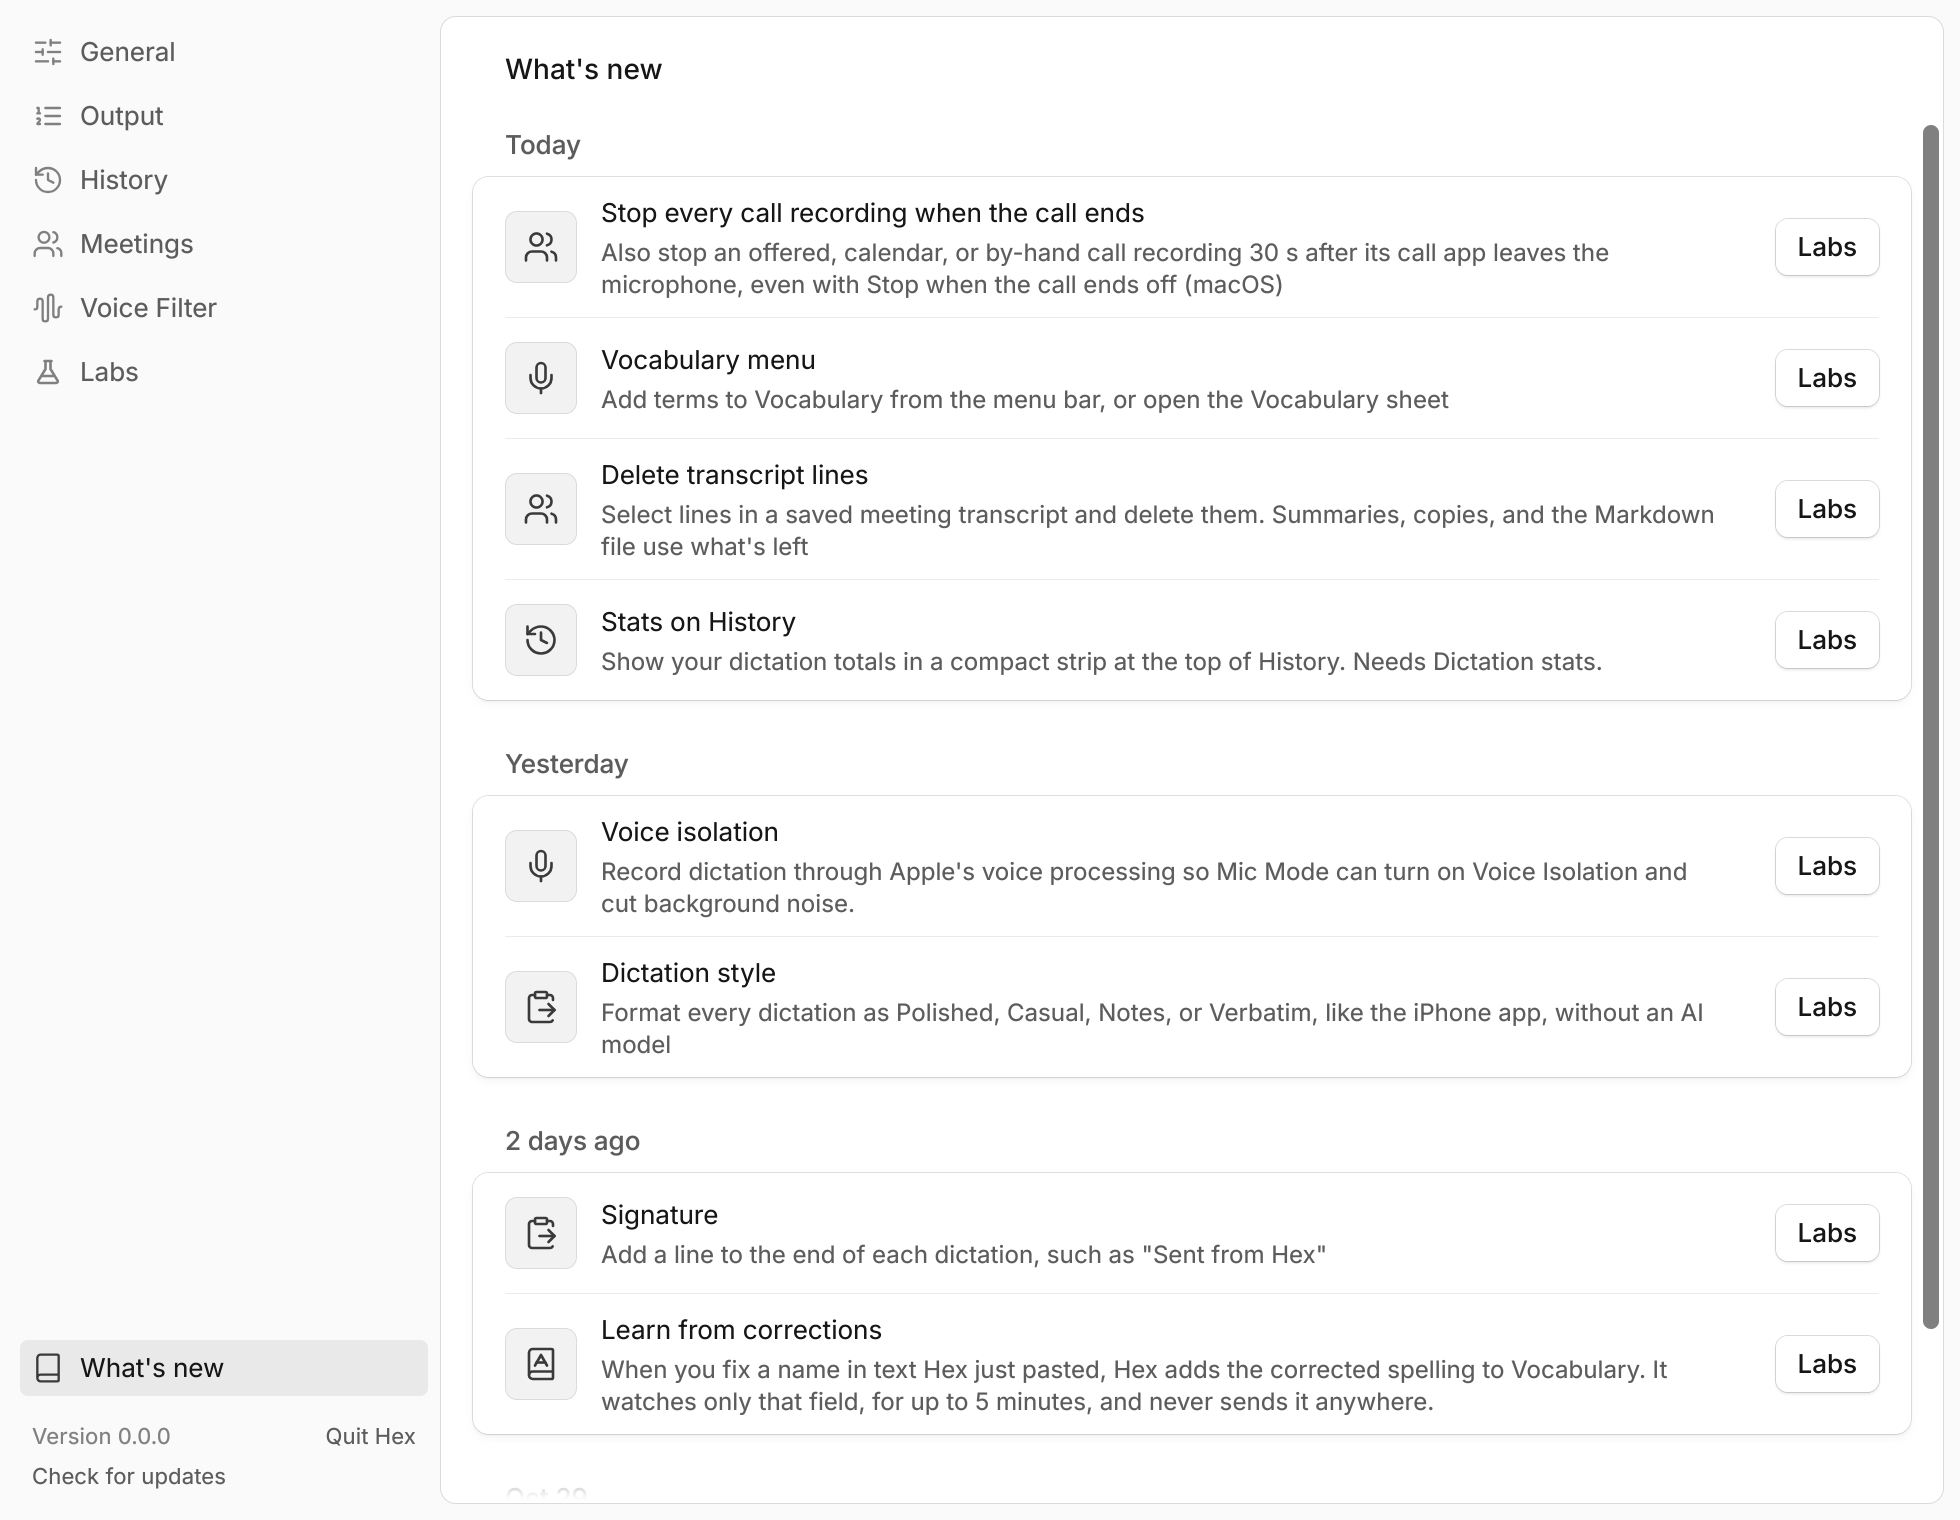 General
Output
History
Meetings
Voice Filter
Labs
What's new
Version 0.0.0
Quit Hex
Check for updates
What's new
Today
Stop every call recording when the call ends
Also stop an offered, calendar, or by-hand call recording 30 s after its call app leaves the
microphone, even with Stop when the call ends off (macOS)
Labs
Vocabulary menu
Add terms to Vocabulary from the menu bar, or open the Vocabulary sheet
Labs
Delete transcript lines
Select lines in a saved meeting transcript and delete them. Summaries, copies, and the Markdown
file use what's left
Labs
Stats on History
Show your dictation totals in a compact strip at the top of History. Needs Dictation stats.
Labs
Yesterday
Voice isolation
Record dictation through Apple's voice processing so Mic Mode can turn on Voice Isolation and
cut background noise.
Labs
Dictation style
Format every dictation as Polished, Casual, Notes, or Verbatim, like the iPhone app, without an AI
model
Labs
2 days ago
Signature
Add a line to the end of each dictation, such as "Sent from Hex"
Labs
Learn from corrections
When you fix a name in text Hex just pasted, Hex adds the corrected spelling to Vocabulary. It
watches only that field, for up to 5 minutes, and never sends it anywhere.
Labs